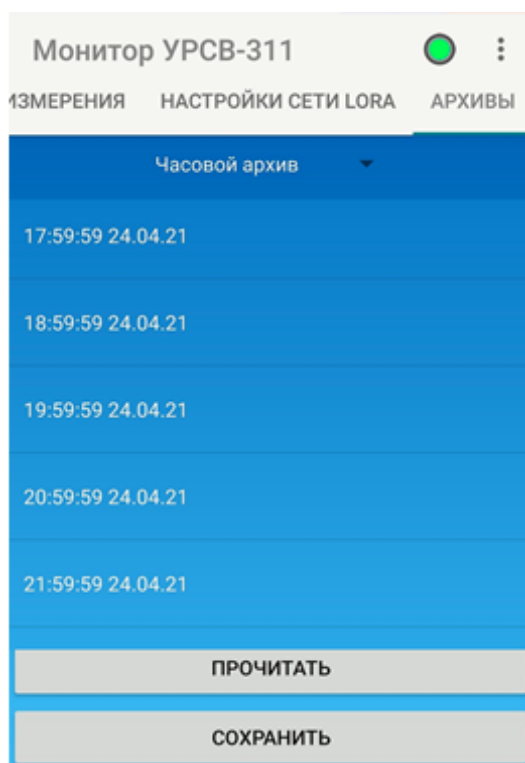 Монитор УРСВ-311
ИЗМЕРЕНИЯ НАСТРОЙКИ СЕТИ LORA АРХИВЫ
Часовой архив
17:59:59 24.04.21
18:59:59 24.04.21
19:59:59 24.04.21
20:59:59 24.04.21
21:59:59 24.04.21
ПРОЧИТАТЬ
СОХРАНИТЬ